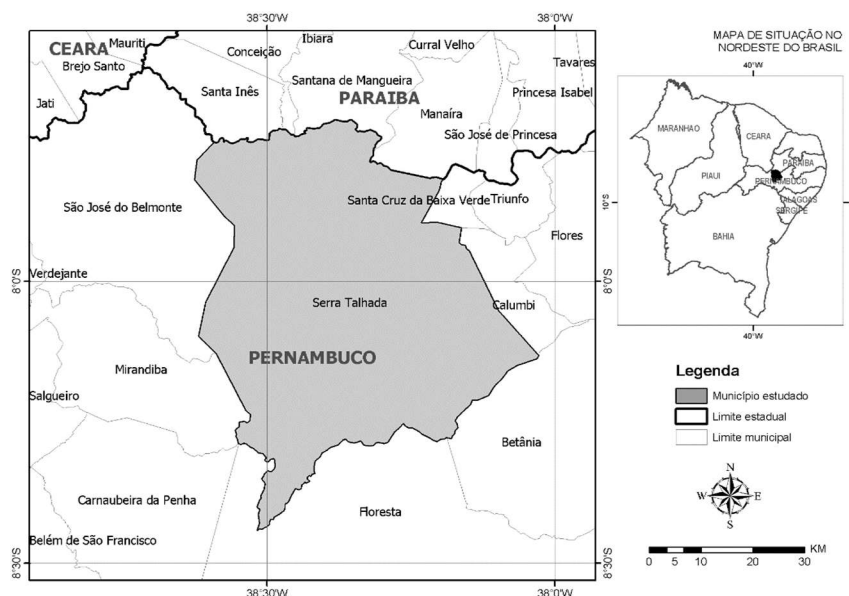 38°30'W
38°0'W
CEARA
Mauriti
Brejo Santo
Jati
Conceição
Ibiara
Curral Velho
Tavares
Santa Inês
Santana de Mangueira
PARAIBA
Manaíra
Princesa Isabel
São José de Princesa
São José do Belmonte
Santa Cruz da Baixa Verde
Triunfo
Flores
Verdejante
8°0'S
8°0'S
Serra Talhada
Calumbi
PERNAMBUCO
Mirandiba
Salgueiro
Betânia
Carnaubeira da Penha
Floresta
Belém de São Francisco
8°30'S
8°30'S
38°30'W
38°0'W
MAPA DE SITUAÇÃO NO
NORDESTE DO BRASIL
40°W
MARANHAO
CEARA
PARAIBA
PIAUI
PERNAMBUCO
ALAGOAS
SERGIPE
10°S
BAHIA
40°W
Legenda
Município estudado
Limite estadual
Limite municipal
N
W
E
S
KM
0 5 10 20 30